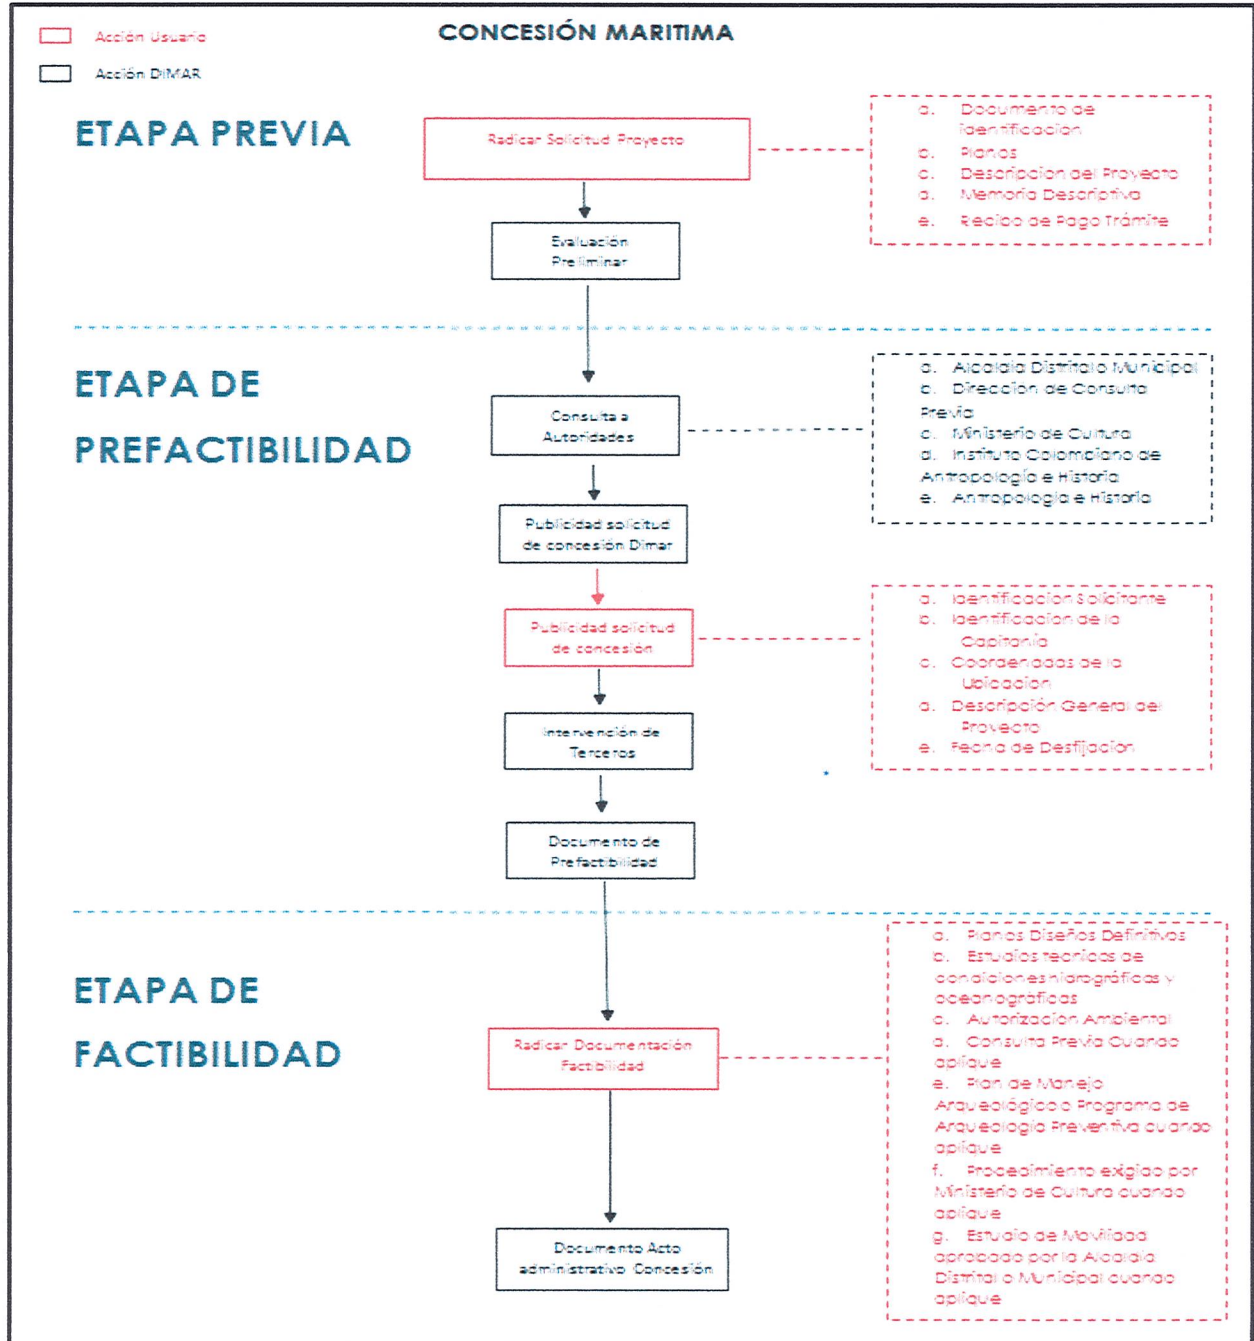 CONCESIÓN MARITIMA
Acción Usuario
Acción DIMAR
ETAPA PREVIA
Radicar Solicitud Proyecto
a. Documento de
identificacion
b. Planos
c. Descripcion del Proyecto
d. Memoria Descriptiva
e. Recibo de Pago Trámite
Evaluación
Preliminar
ETAPA DE
PREFACTIBILIDAD
Consulta a
Autoridades
a. Alcaldia Distrital o Municipal
b. Direccion de Consulta
Previa
c. Ministerio de Cultura
d. Instituto Colombiano de
Antropología e Historia
e. Antropología e Historia
Publicidad solicitud
de concesión Dimar
Publicidad solicitud
de concesión
a. Identificacion Solicitante
b. Identificacion de la
Capitanía
c. Coordenadas de la
Ubicacion
d. Descripción General del
Proyecto
e. Fecha de Desfijacion
Intervención de
Terceros
Documento de
Prefactibilidad
ETAPA DE
FACTIBILIDAD
Radicar Documentación
Factibilidad
a. Planos Diseños Definitivos
b. Estudios tecnicos de
condiciones hidrográficas y
oceanográficas
c. Autorizacion Ambiental
d. Consulta Previa Cuando
aplique
e. Plan de Manejo
Arqueológico o Programa de
Arqueología Preventiva cuando
aplique
f. Procedimiento exigido por
Ministerio de Cultura cuando
aplique
g. Estudio de Movilidad
aprobado por la Alcaldía
Distrital o Municipal cuando
aplique
Documento Acto
administrativo Concesión